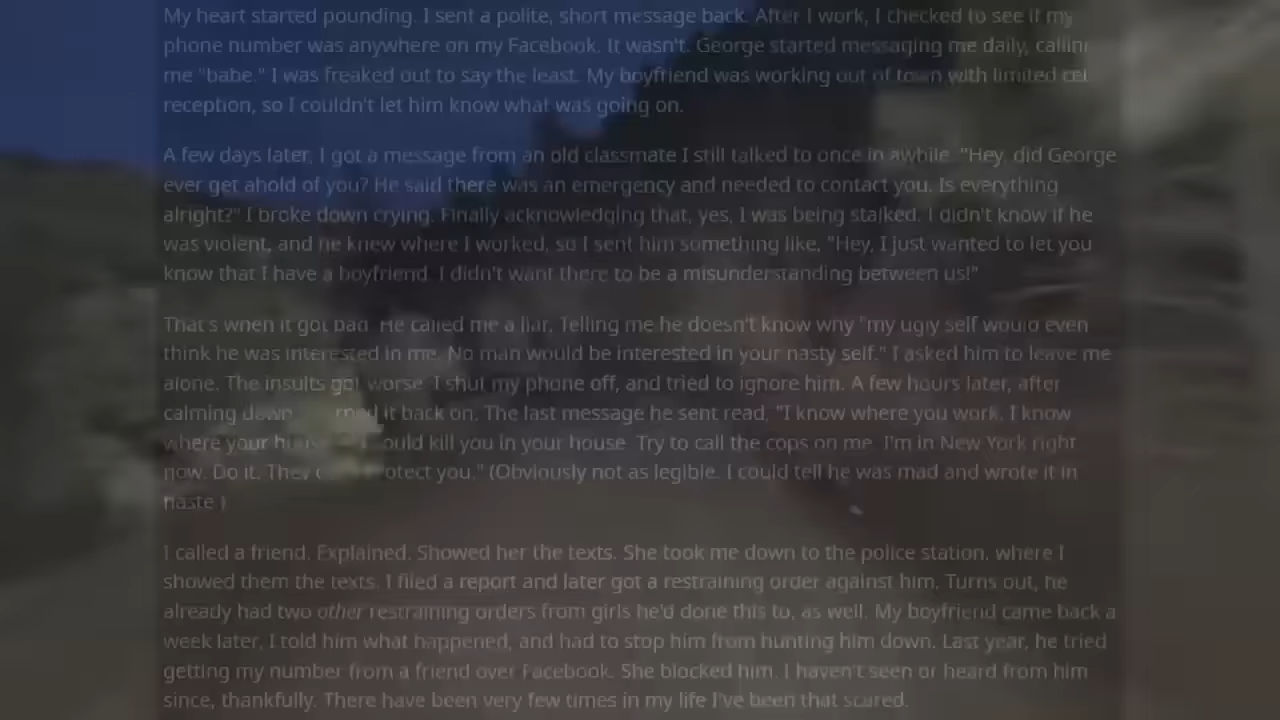 My heart started pounding. I sent a polite, short message back. After I work, I checked to see if my
phone number was anywhere on my Facebook. It wasn't. George started messaging me daily, calling
me "babe." I was freaked out to say the least. My boyfriend was working out of town with limited cel
reception, so I couldn't let him know what was going on.
A few days later, I got a message from an old classmate I still talked to once in awhile. "Hey, did George
ever get ahold of you? He said there was an emergency and needed to contact you. Is everything
alright?" I broke down crying. Finally acknowledging that, yes, I was being stalked. I didn't know if he
was violent, and he knew where I worked, so I sent him something like, "Hey, I just wanted to let you
know that I have a boyfriend. I didn't want there to be a misunderstanding between us!"
That's when it got bad. He called me a liar. Telling me he doesn't know why "my ugly self would even
think he was interested in me. No man would be interested in your nasty self." I asked him to leave me
alone. The insults got worse. I shut my phone off, and tried to ignore him. A few hours later, after
calming down it back on. The last message he sent read, "I know where you work. I know
where your kill you in your house. Try to call the cops on me. I'm in New York right
now. Do it. They you." (Obviously not as legible. I could tell he was mad and wrote it in
haste.)
I called a friend. Explained. Showed her the texts. She took me down to the police station, where I
showed them the texts. I filed a report and later got a restraining order against him. Turns out, he
already had two other restraining orders from girls he'd done this to, as well. My boyfriend came back a
week later, I told him what happened, and had to stop him from hunting him down. Last year, he tried
getting my number from a friend over Facebook. She blocked him. I haven't seen or heard from him
since, thankfully. There have been very few times in my life I've been that scared.